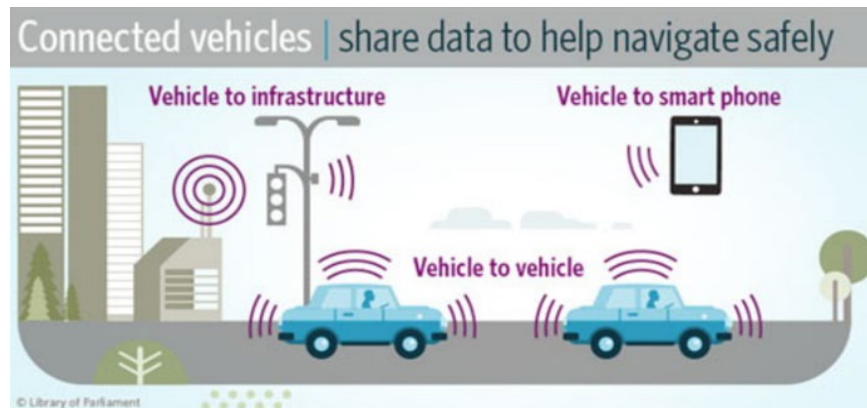 Connected vehicles | share data to help navigate safely
Vehicle to infrastructure
Vehicle to smart phone
Vehicle to vehicle
© Library of Parliament